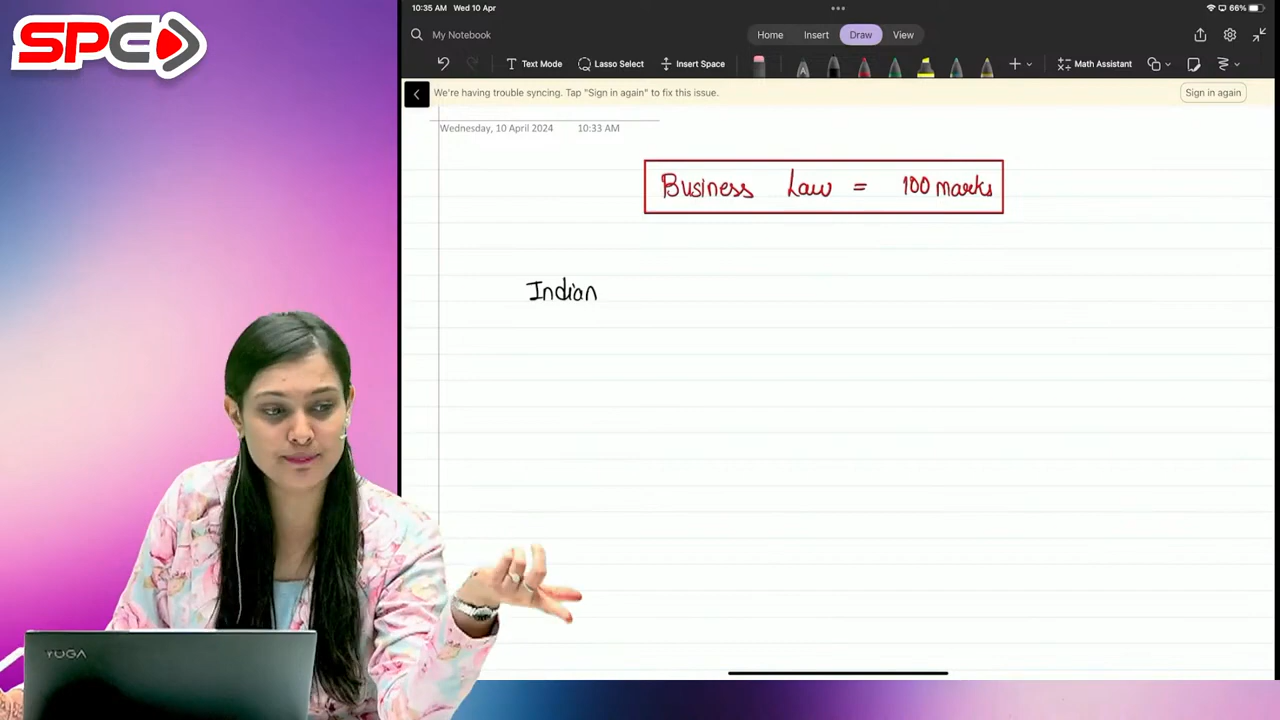 SPC
10:35 AM Wed 10 Apr
66%
My Notebook
Home Insert Draw View
Text Mode Lasso Select Insert Space Math Assistant
We're having trouble syncing. Tap "Sign in again" to fix this issue.
Sign in again
Wednesday, 10 April 2024 10:33 AM
Business Law = 100 marks
Indian
YOGA